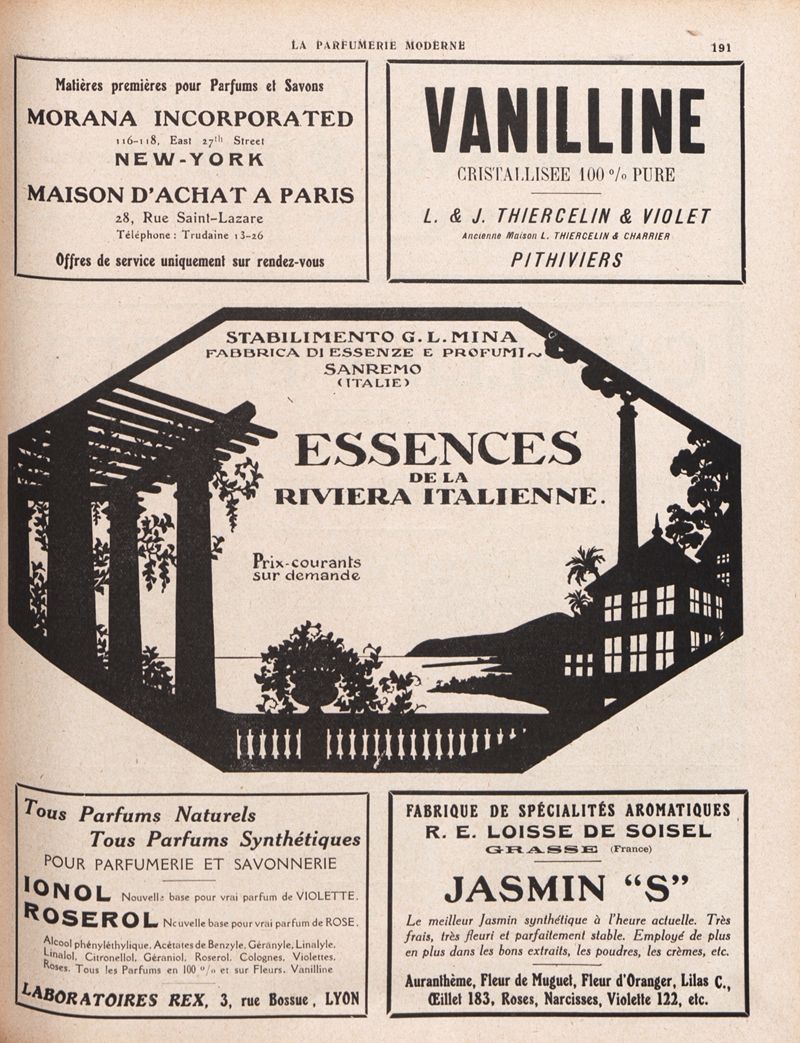 LA PARFUMERIE MODERNE
191
Matières premières pour Parfums et Savons
MORANA INCORPORATED
116-118, East 27th Street
NEW-YORK
MAISON D'ACHAT A PARIS
28, Rue Saint-Lazare
Téléphone : Trudaine 13-26
Offres de service uniquement sur rendez-vous
VANILLINE
CRISTALLISEE 100 % PURE
L. & J. THIERCELIN & VIOLET
Ancienne Maison L. THIERCELIN & CHARRIER
PITHIVIERS
STABILIMENTO G. L. MINA
FABBRICA DI ESSENZE E PROFUMI~
SANREMO
(ITALIE)
ESSENCES
DE LA
RIVIERA ITALIENNE.
Prix-courants
sur demande
Tous Parfums Naturels
Tous Parfums Synthétiques
POUR PARFUMERIE ET SAVONNERIE
IONOL Nouvelle base pour vrai parfum de VIOLETTE.
ROSEROL Nouvelle base pour vrai parfum de ROSE.
Alcool phényléthylique. Acétates de Benzyle. Géranyle. Linalyle.
Linalol. Citronellol. Géraniol. Roserol. Colognes. Violettes.
Roses. Tous les Parfums en 100 % et sur Fleurs. Vanilline
LABORATOIRES REX, 3, rue Bossue, LYON
FABRIQUE DE SPÉCIALITÉS AROMATIQUES
R. E. LOISSE DE SOISEL
GRASSE (France)
JASMIN “S”
Le meilleur Jasmin synthétique à l'heure actuelle. Très
frais, très fleuri et parfaitement stable. Employé de plus
en plus dans les bons extraits, les poudres, les crèmes, etc.
Auranthème, Fleur de Muguet, Fleur d'Oranger, Lilas C.,
Œillet 183, Roses, Narcisses, Violette 122, etc.